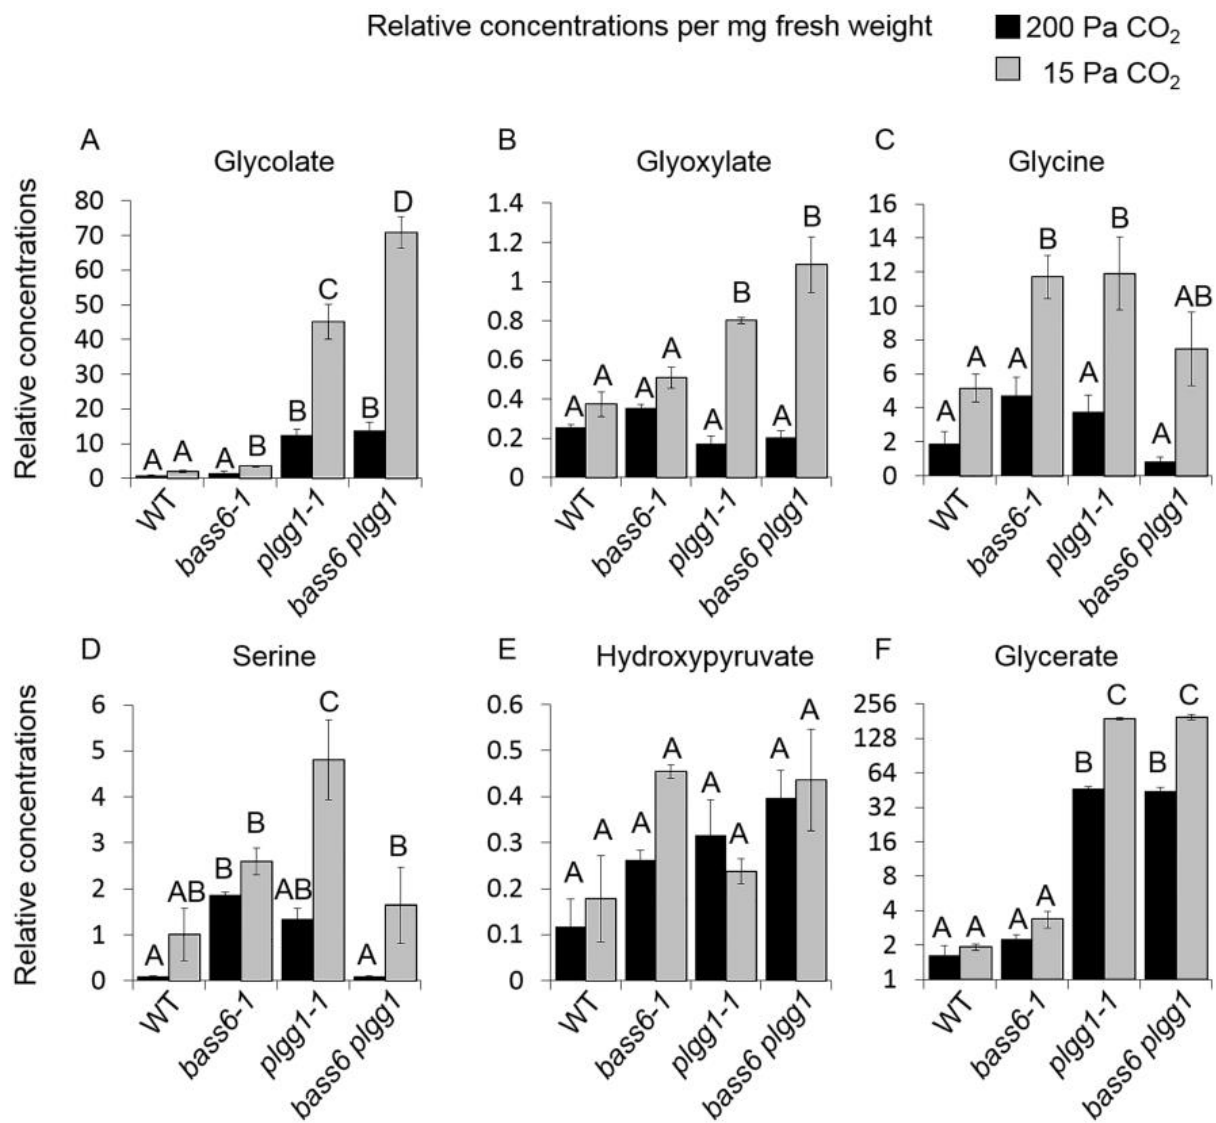 Relative concentrations per mg fresh weight
200 Pa CO2
15 Pa CO2
A
Glycolate
Relative concentrations
80
70
60
50
40
30
20
10
0
A A A B B C B D
WT
bass6-1
plgg1-1
bass6 plgg1
B
Glyoxylate
1.4
1.2
1
0.8
0.6
0.4
0.2
0
A A A A A B A B
WT
bass6-1
plgg1-1
bass6 plgg1
C
Glycine
16
14
12
10
8
6
4
2
0
A A A B A B A AB
WT
bass6-1
plgg1-1
bass6 plgg1
D
Serine
Relative concentrations
6
5
4
3
2
1
0
A AB B B AB C A B
WT
bass6-1
plgg1-1
bass6 plgg1
E
Hydroxypyruvate
0.6
0.5
0.4
0.3
0.2
0.1
0
A A A A A A A A
WT
bass6-1
plgg1-1
bass6 plgg1
F
Glycerate
256
128
64
32
16
8
4
2
1
A A A A B C B C
WT
bass6-1
plgg1-1
bass6 plgg1